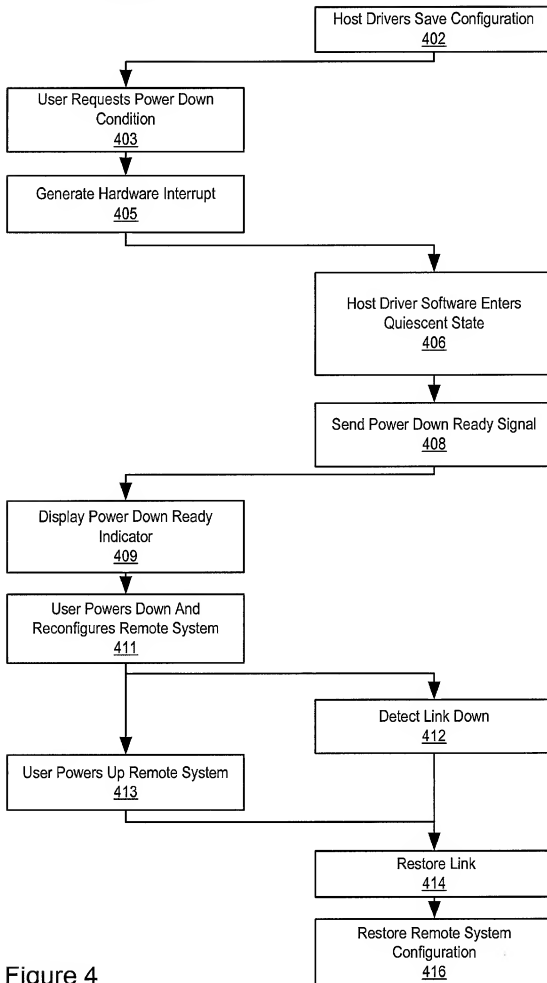 Host Drivers Save Configuration
402
User Requests Power Down
Condition
403
Generate Hardware Interrupt
405
Host Driver Software Enters
Quiescent State
406
Send Power Down Ready Signal
408
Display Power Down Ready
Indicator
409
User Powers Down And
Reconfigures Remote System
411
Detect Link Down
412
User Powers Up Remote System
413
Restore Link
414
Restore Remote System
Configuration
416
Figure 4